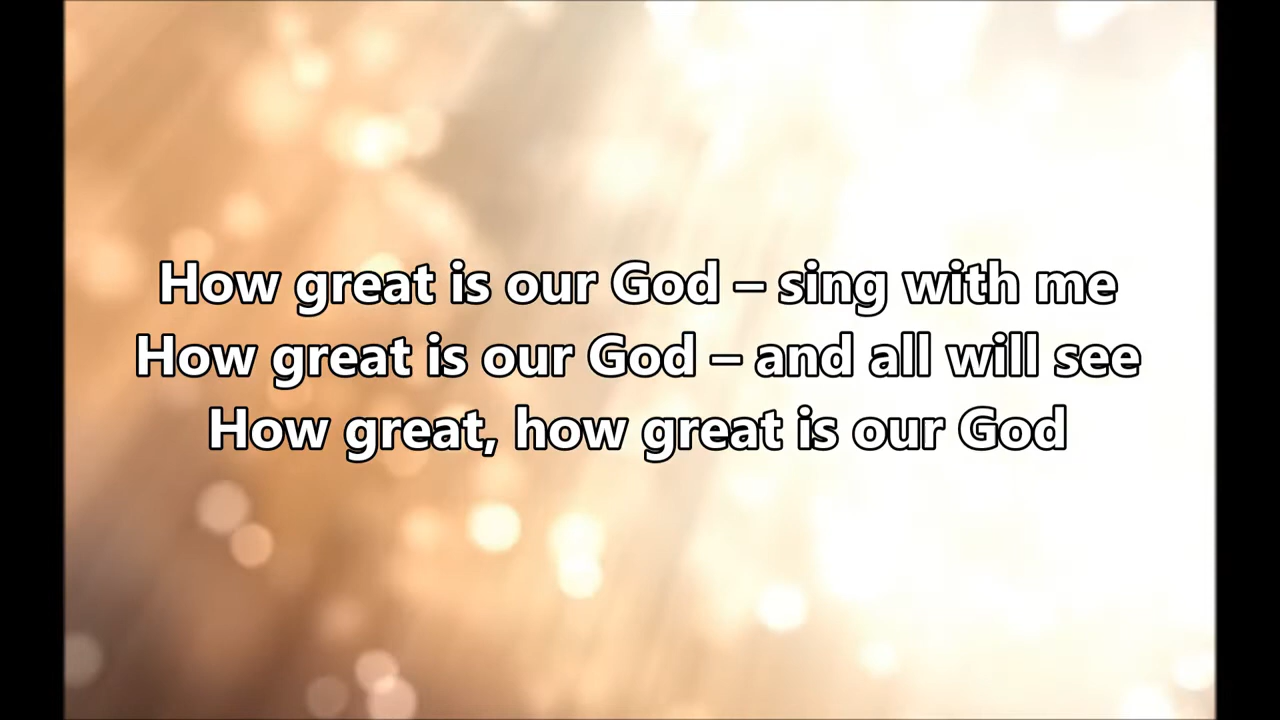 How great is our God – sing with me
How great is our God – and all will see
How great, how great is our God